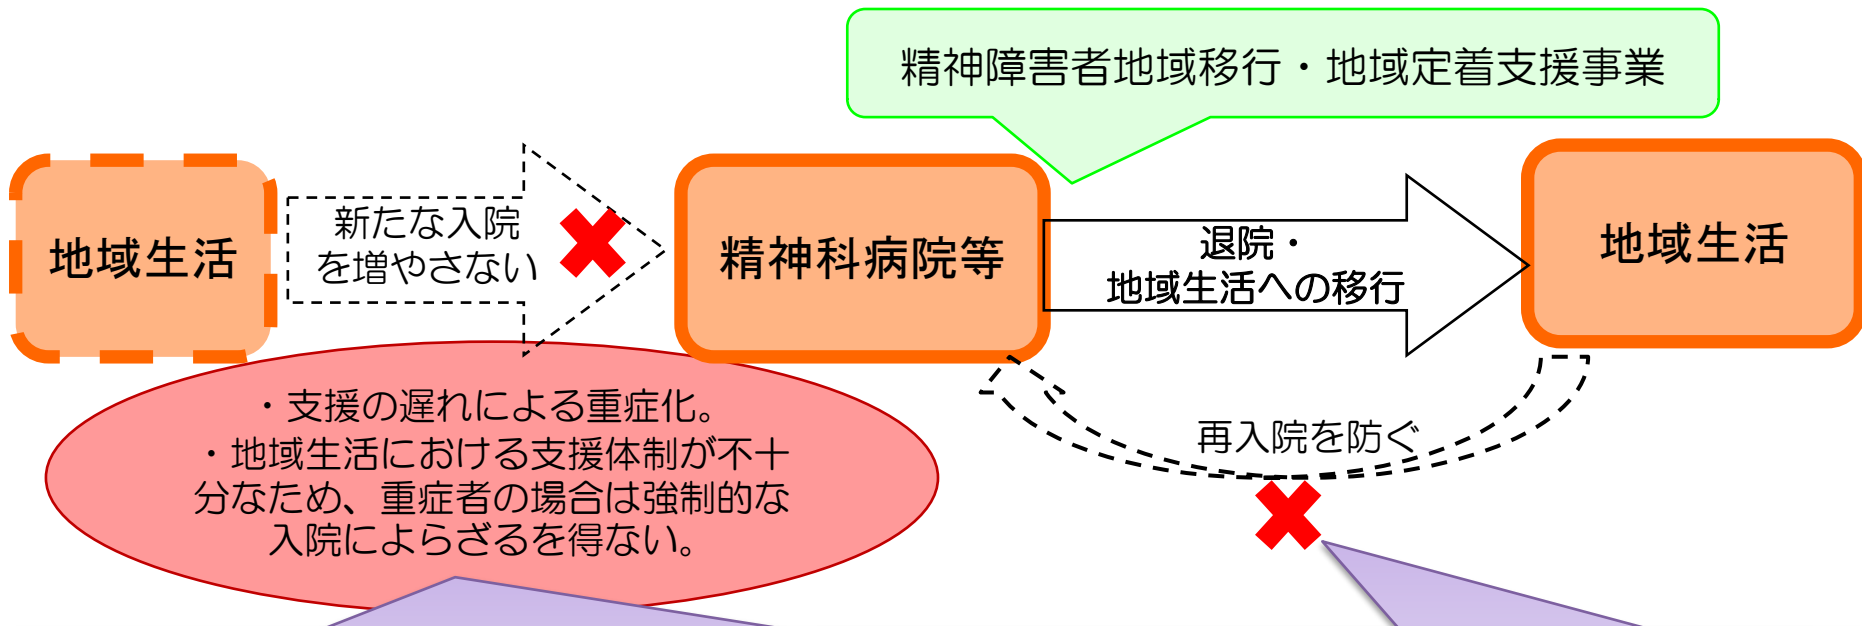 精神障害者地域移行・地域定着支援事業
地域生活
新たな入院
を増やさない
精神科病院等
退院・
地域生活への移行
地域生活
・支援の遅れによる重症化。
・地域生活における支援体制が不十
分なため、重症者の場合は強制的な
入院によらざるを得ない。
再入院を防ぐ